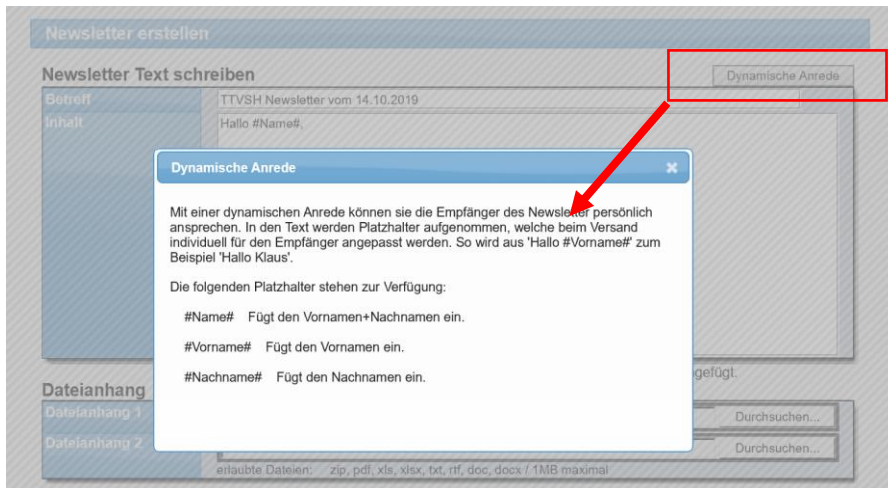 Newsletter erstellen
Newsletter Text schreiben
Dynamische Anrede
Betreff
TTVSH Newsletter vom 14.10.2019
Inhalt
Hallo #Name#,
Dynamische Anrede
Mit einer dynamischen Anrede können sie die Empfänger des Newsletter persönlich
ansprechen. In den Text werden Platzhalter aufgenommen, welche beim Versand
individuell für den Empfänger angepasst werden. So wird aus 'Hallo #Vorname#' zum
Beispiel 'Hallo Klaus'.
Die folgenden Platzhalter stehen zur Verfügung:
#Name# Fügt den Vornamen+Nachnamen ein.
#Vorname# Fügt den Vornamen ein.
#Nachname# Fügt den Nachnamen ein.
gefügt.
Dateianhang
Dateianhang 1
Durchsuchen...
Dateianhang 2
Durchsuchen...
erlaubte Dateien: zip, pdf, xls, xlsx, txt, rtf, doc, docx / 1MB maximal